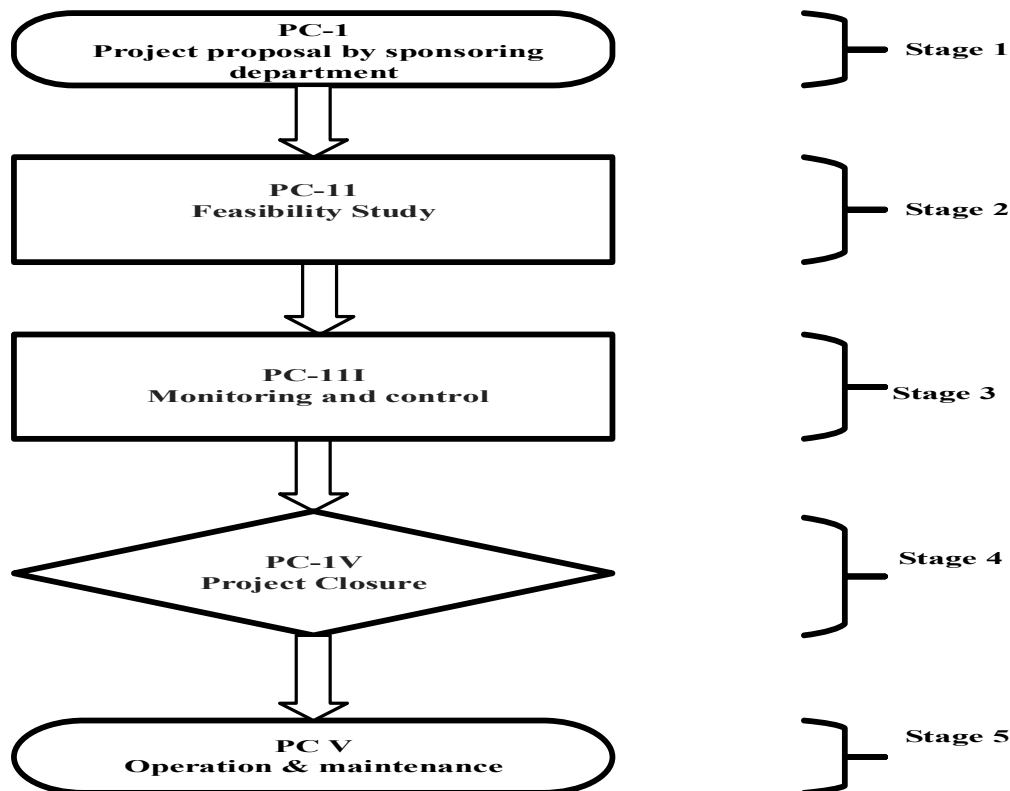 PC-1
Project proposal by sponsoring
department
Stage 1
PC-11
Feasibility Study
Stage 2
PC-11I
Monitoring and control
Stage 3
PC-1V
Project Closure
Stage 4
PC V
Operation & maintenance
Stage 5